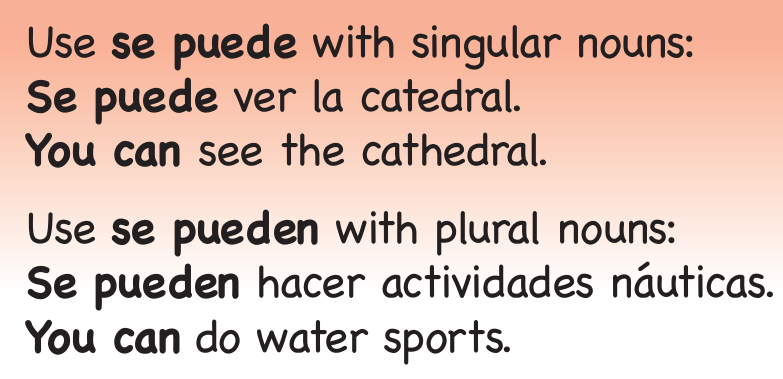 Use se puede with singular nouns:
Se puede ver la catedral.
You can see the cathedral.
Use se pueden with plural nouns:
Se pueden hacer actividades náuticas.
You can do water sports.